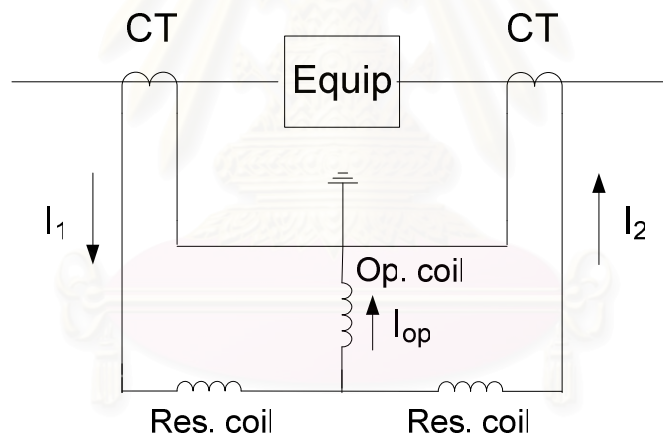 CT
CT
Equip
I1
I2
Op. coil
Iop
Res. coil
Res. coil